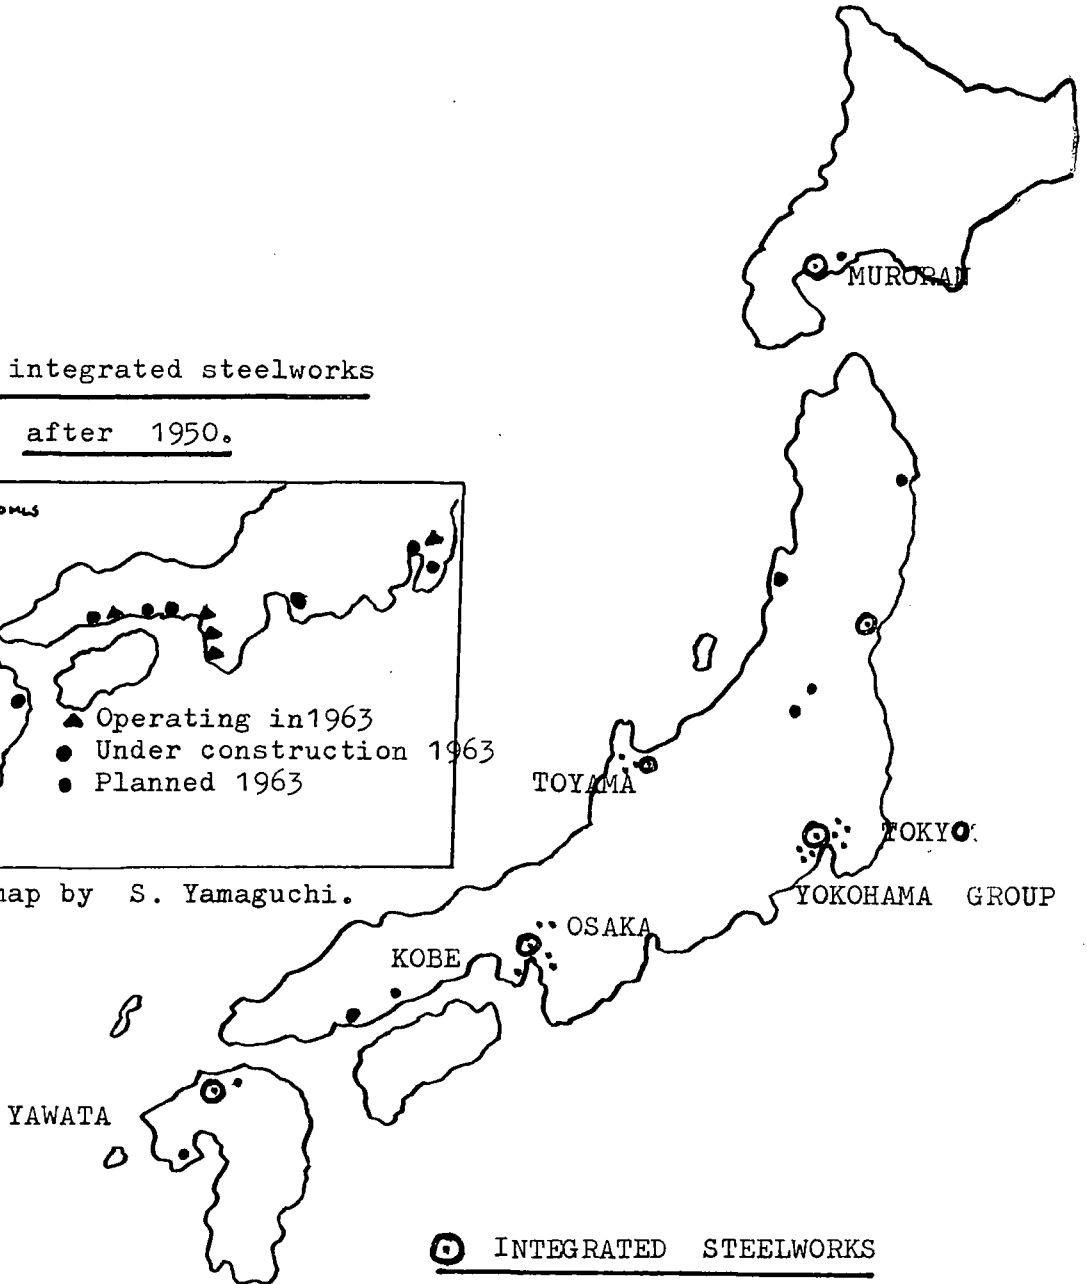 MURORAN
integrated steelworks
after 1950.
Operating in1963
Under construction 1963
Planned 1963
TOYAMA
TOKYO
map by S. Yamaguchi.
YOKOHAMA GROUP
OSAKA
KOBE
YAWATA
INTEGRATED STEELWORKS